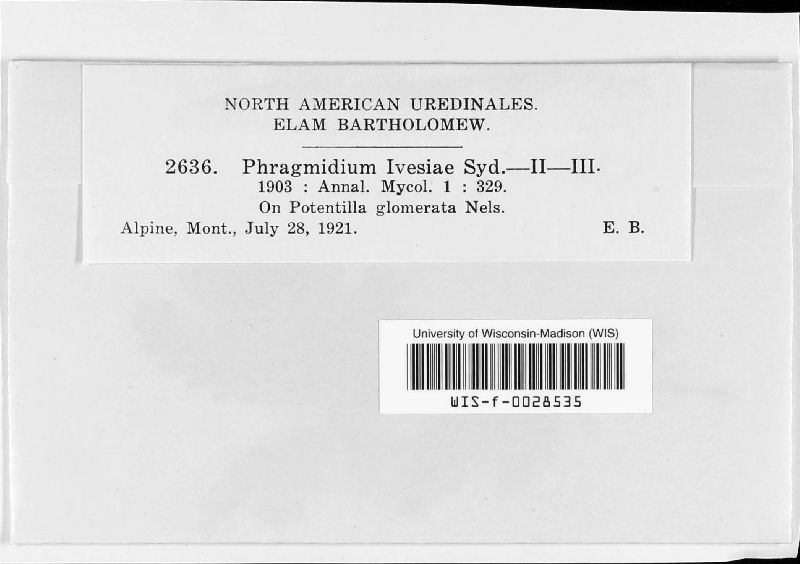 NORTH AMERICAN UREDINALES.
ELAM BARTHOLOMEW.
2636. Phragmidium Ivesiae Syd.—II—III.
1903 : Annal. Mycol. 1 : 329.
On Potentilla glomerata Nels.
Alpine, Mont., July 28, 1921. E. B.
University of Wisconsin-Madison (WIS)
WIS-f-0028535